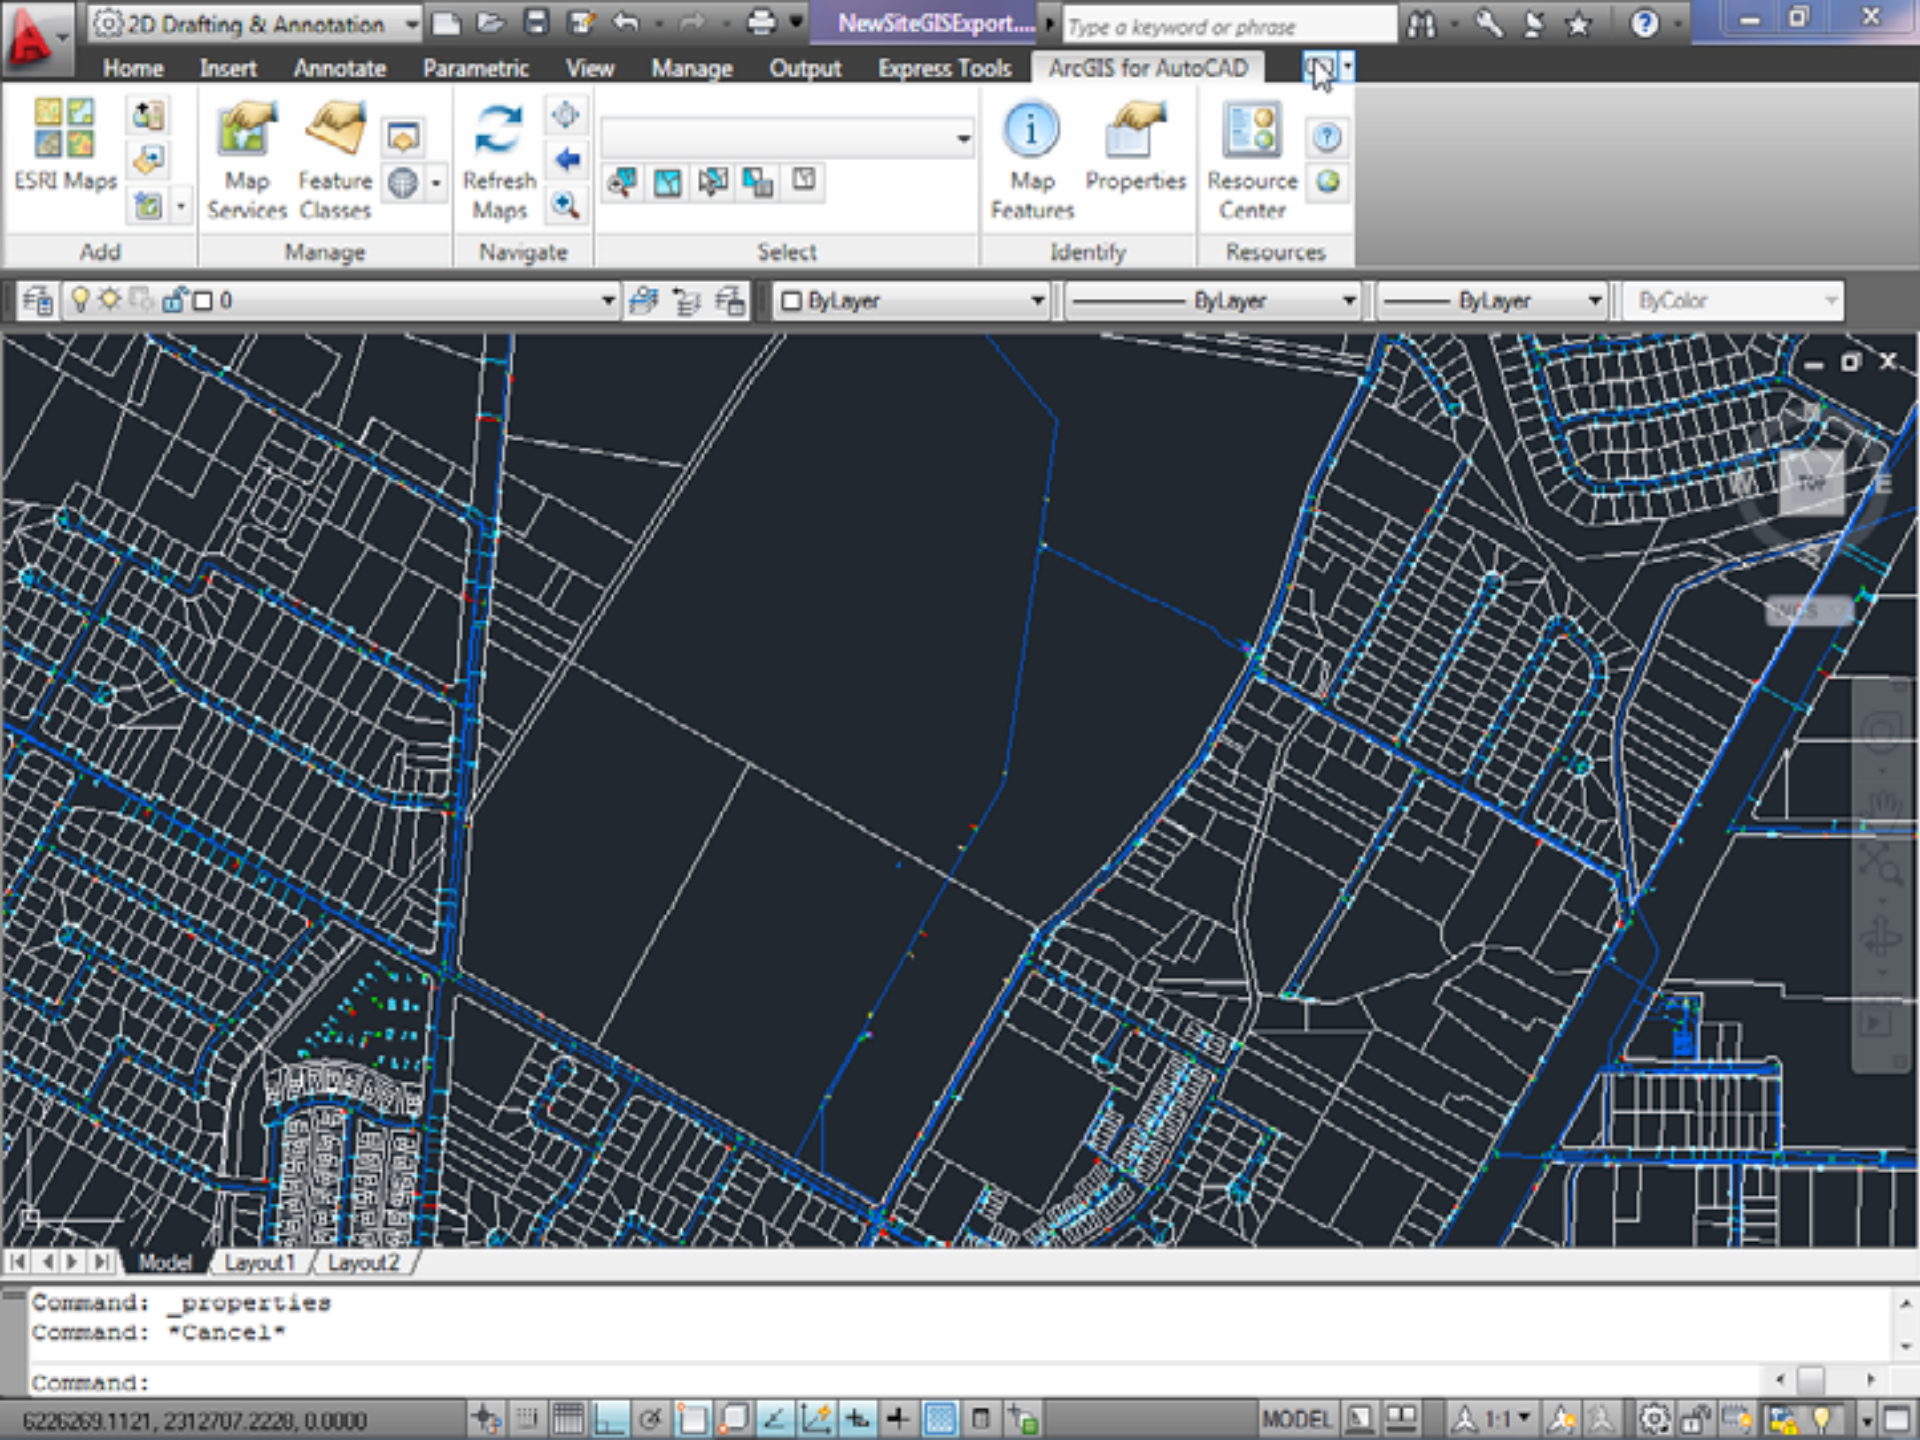 2D Drafting & Annotation
NewSiteGISExport....
Type a keyword or phrase
Home Insert Annotate Parametric View Manage Output Express Tools ArcGIS for AutoCAD
ESRI Maps
Map Services
Feature Classes
Refresh Maps
Map Features
Properties
Resource Center
Add Manage Navigate Select Identify Resources
0 ByLayer ByLayer ByLayer ByColor
W TOP E
S
WCS
Model Layout1 Layout2
Command: _properties
Command: *Cancel*
Command:
6226269.1121, 2312707.2228, 0.0000 MODEL 1:1